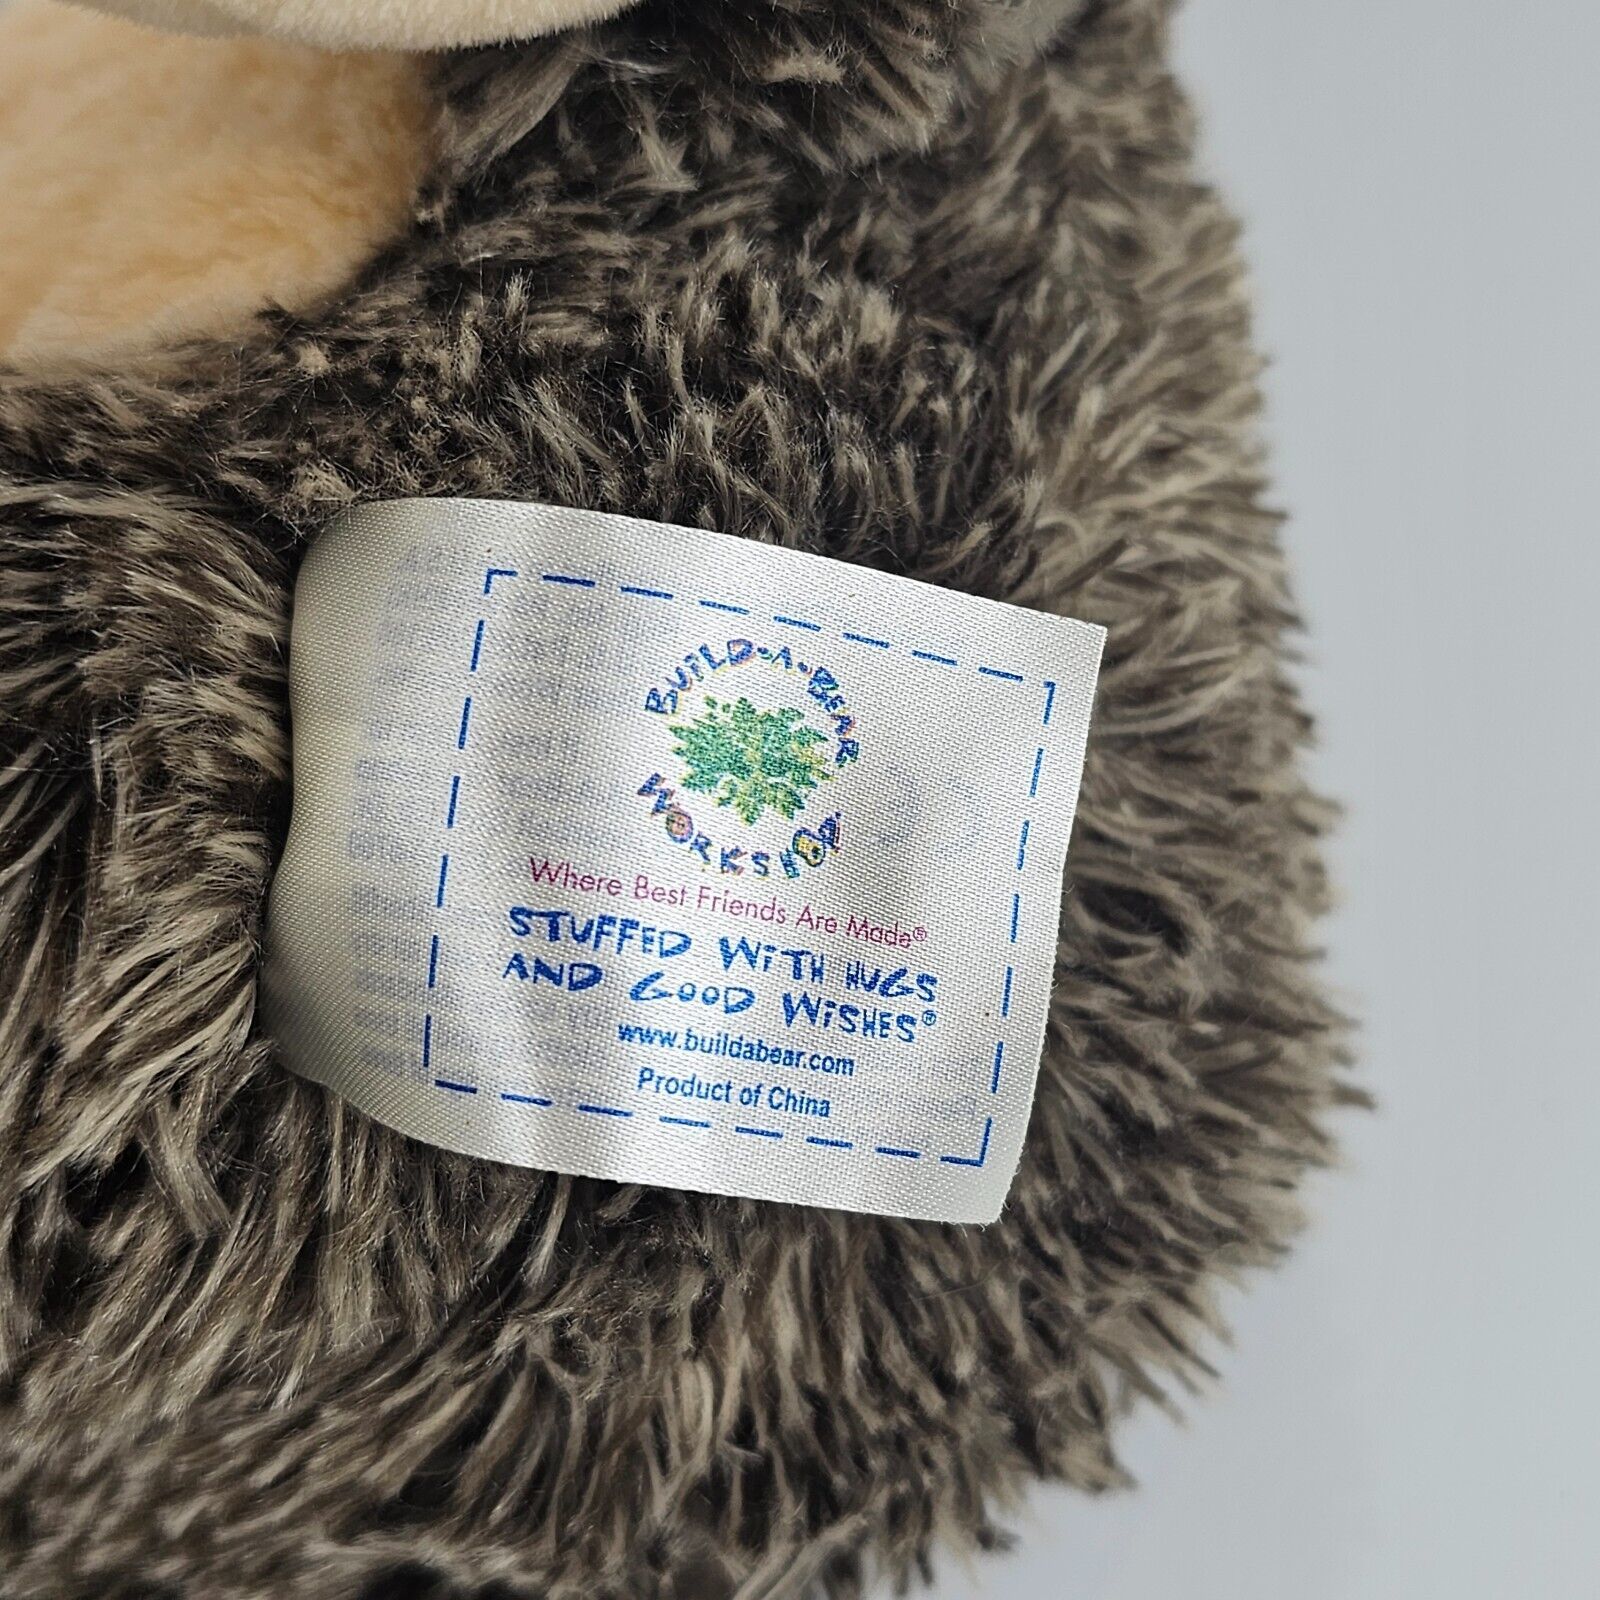 BUILD-A-BEAR
WORKSHOP
Where Best Friends Are Made®
STUFFED WITH HUGS
AND GOOD WISHES®
www.buildabear.com
Product of China